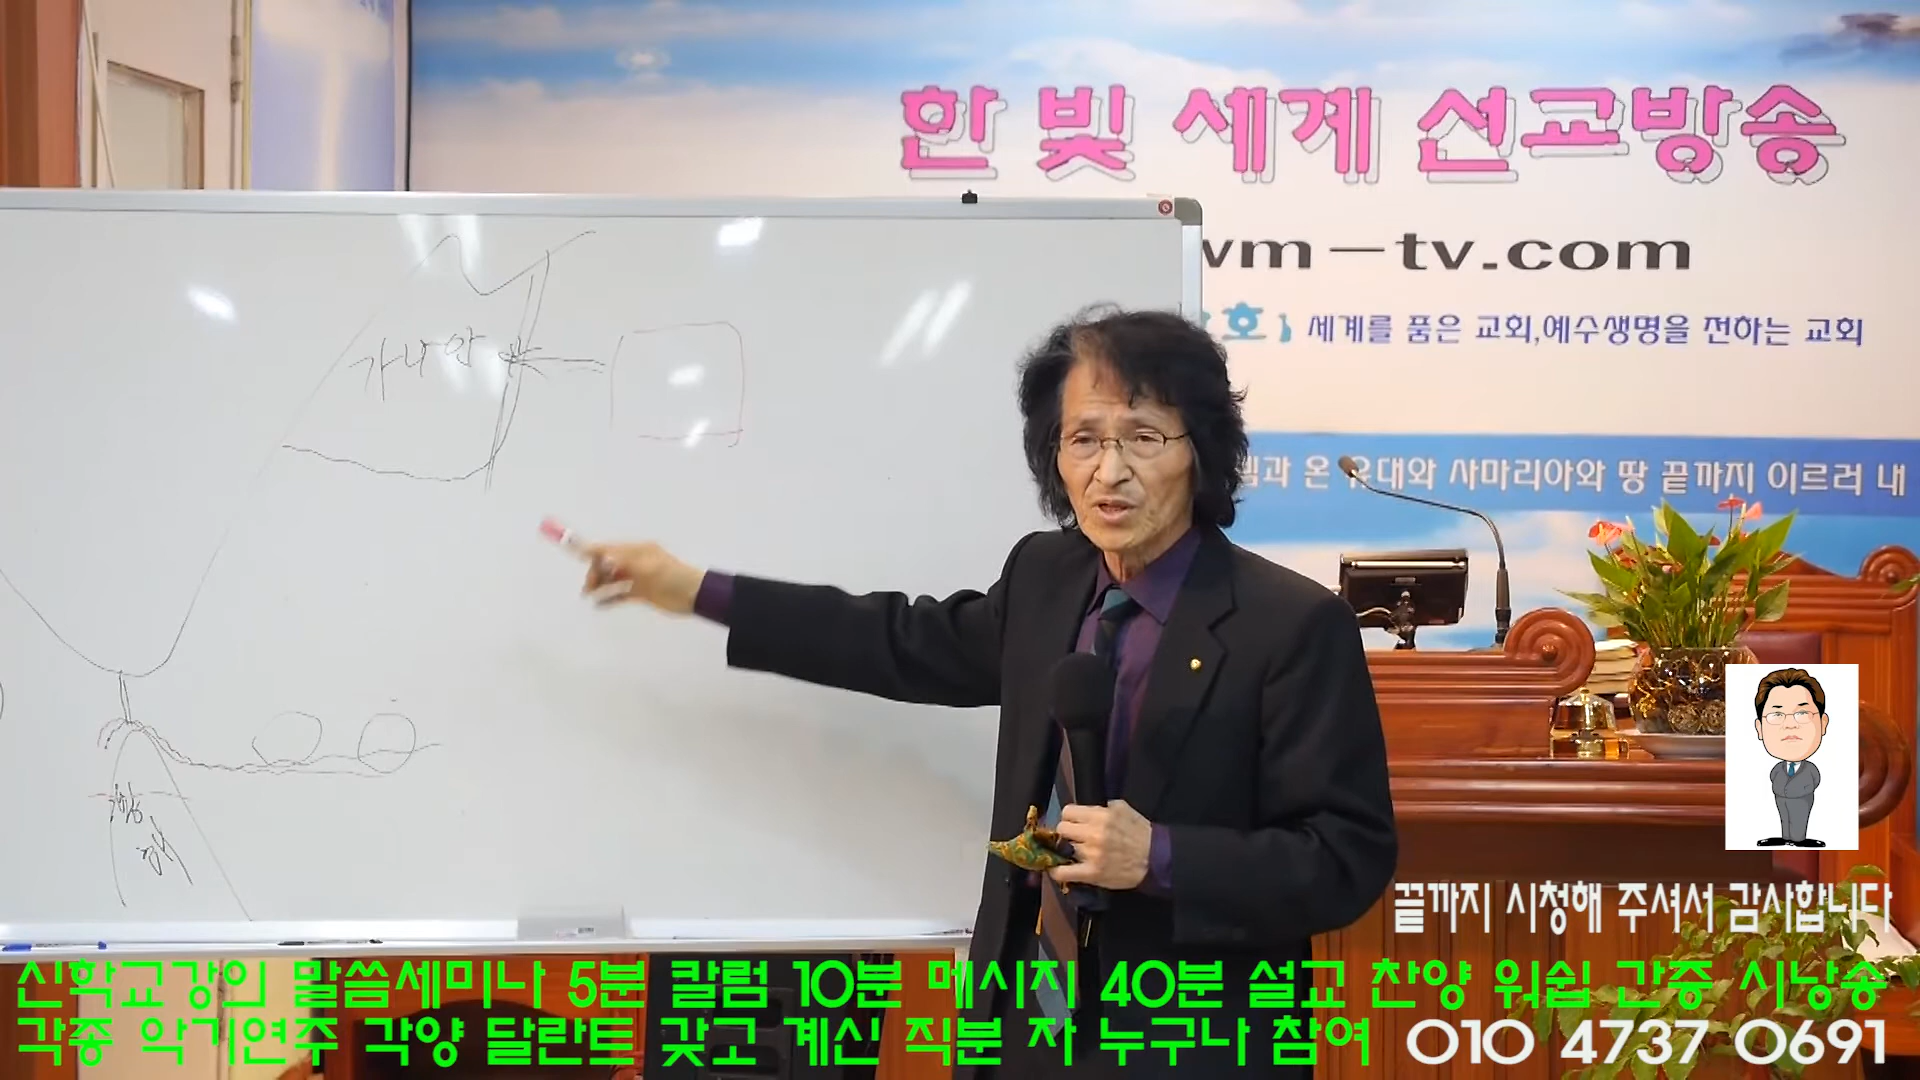 한 빛 세계 선교방송
wm-tv.com
호; 세계를 품은 교회,예수생명을 전하는 교회
과 온 유대와 사마리아와 땅 끝까지 이르러 내
가나안
끝까지 시청해 주셔서 감사합니다
신학교강의 말씀세미나 5분 칼럼 10분 메시지 40분 설교 찬양 워쉽 간증 시낭송
각종 악기연주 각양 달란트 갖고 계신 직분 자 누구나 참여 010 4737 0691